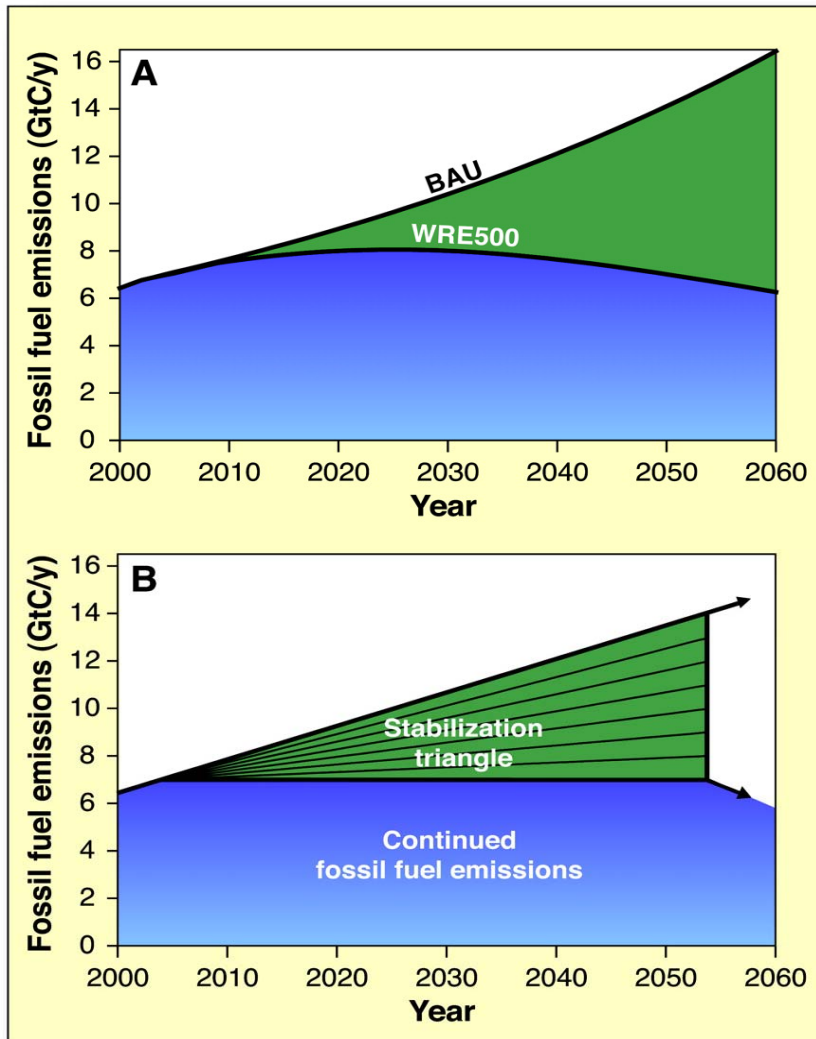 A
Fossil fuel emissions (GtC/y)
16
14
12
10
8
6
4
2
0
BAU
WRE500
2000 2010 2020 2030 2040 2050 2060
Year
B
Fossil fuel emissions (GtC/y)
16
14
12
10
8
6
4
2
0
Stabilization
triangle
Continued
fossil fuel emissions
2000 2010 2020 2030 2040 2050 2060
Year